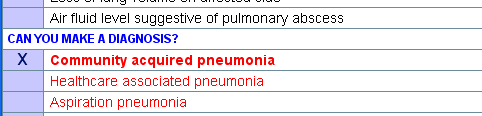 Air fluid level suggestive of pulmonary abscess
CAN YOU MAKE A DIAGNOSIS?
X Community acquired pneumonia
Healthcare associated pneumonia
Aspiration pneumonia